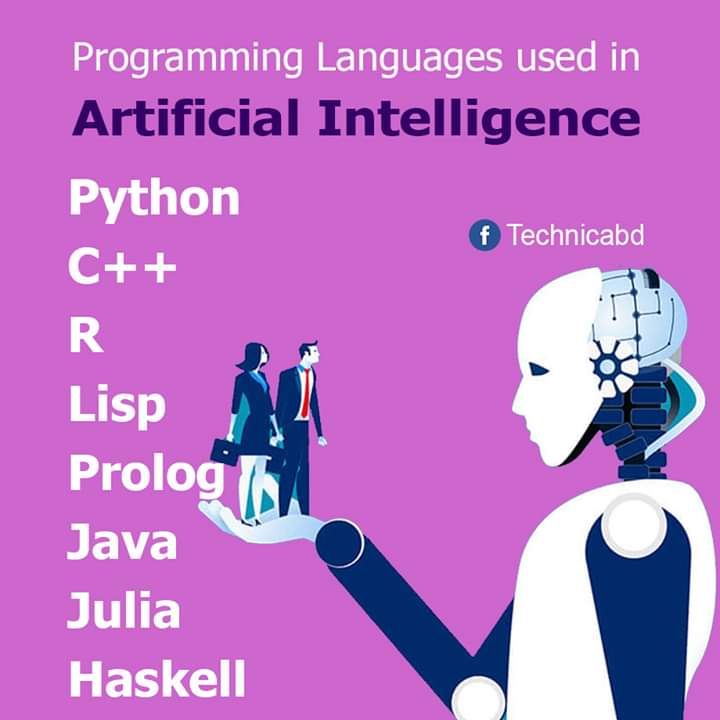 Programming Languages used in
Artificial Intelligence
Python
Technicabd
C++
R
Lisp
Prolog
Java
Julia
Haskell